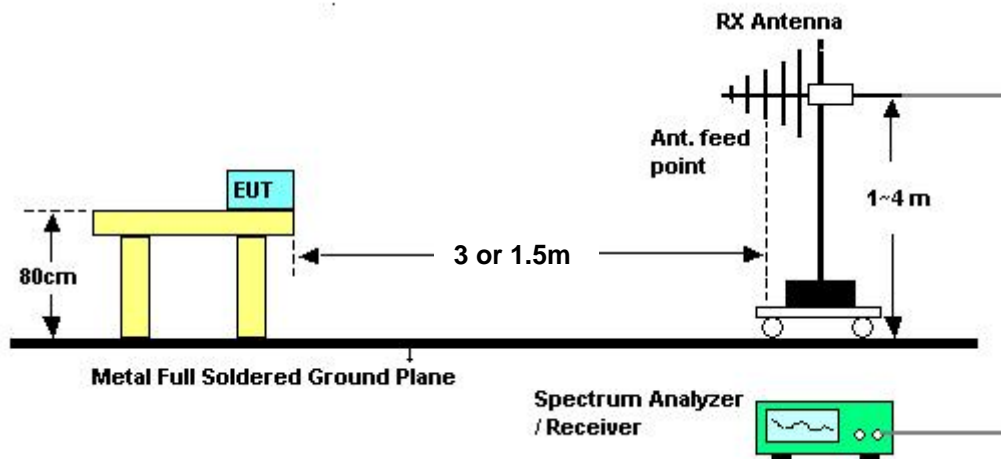 RX Antenna
Ant. feed
point
EUT
1~4 m
3 or 1.5m
80cm
Metal Full Soldered Ground Plane
Spectrum Analyzer
/ Receiver